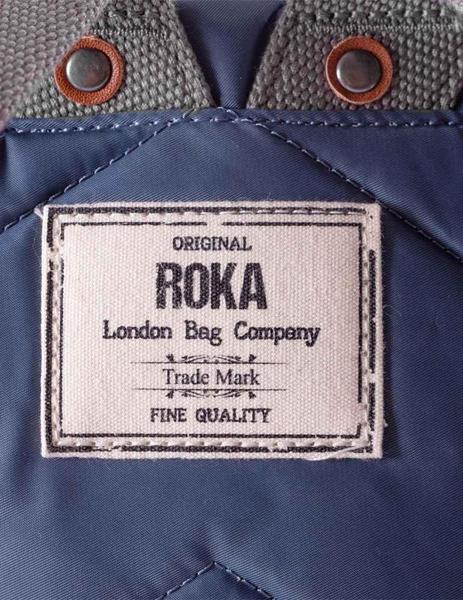 ORIGINAL
ROKA
London Bag Company
Trade Mark
FINE QUALITY